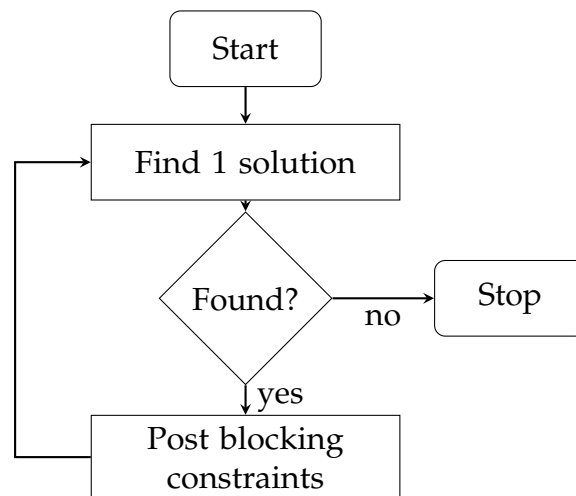 Start
Find 1 solution
Found?
Stop
no
yes
Post blocking
constraints